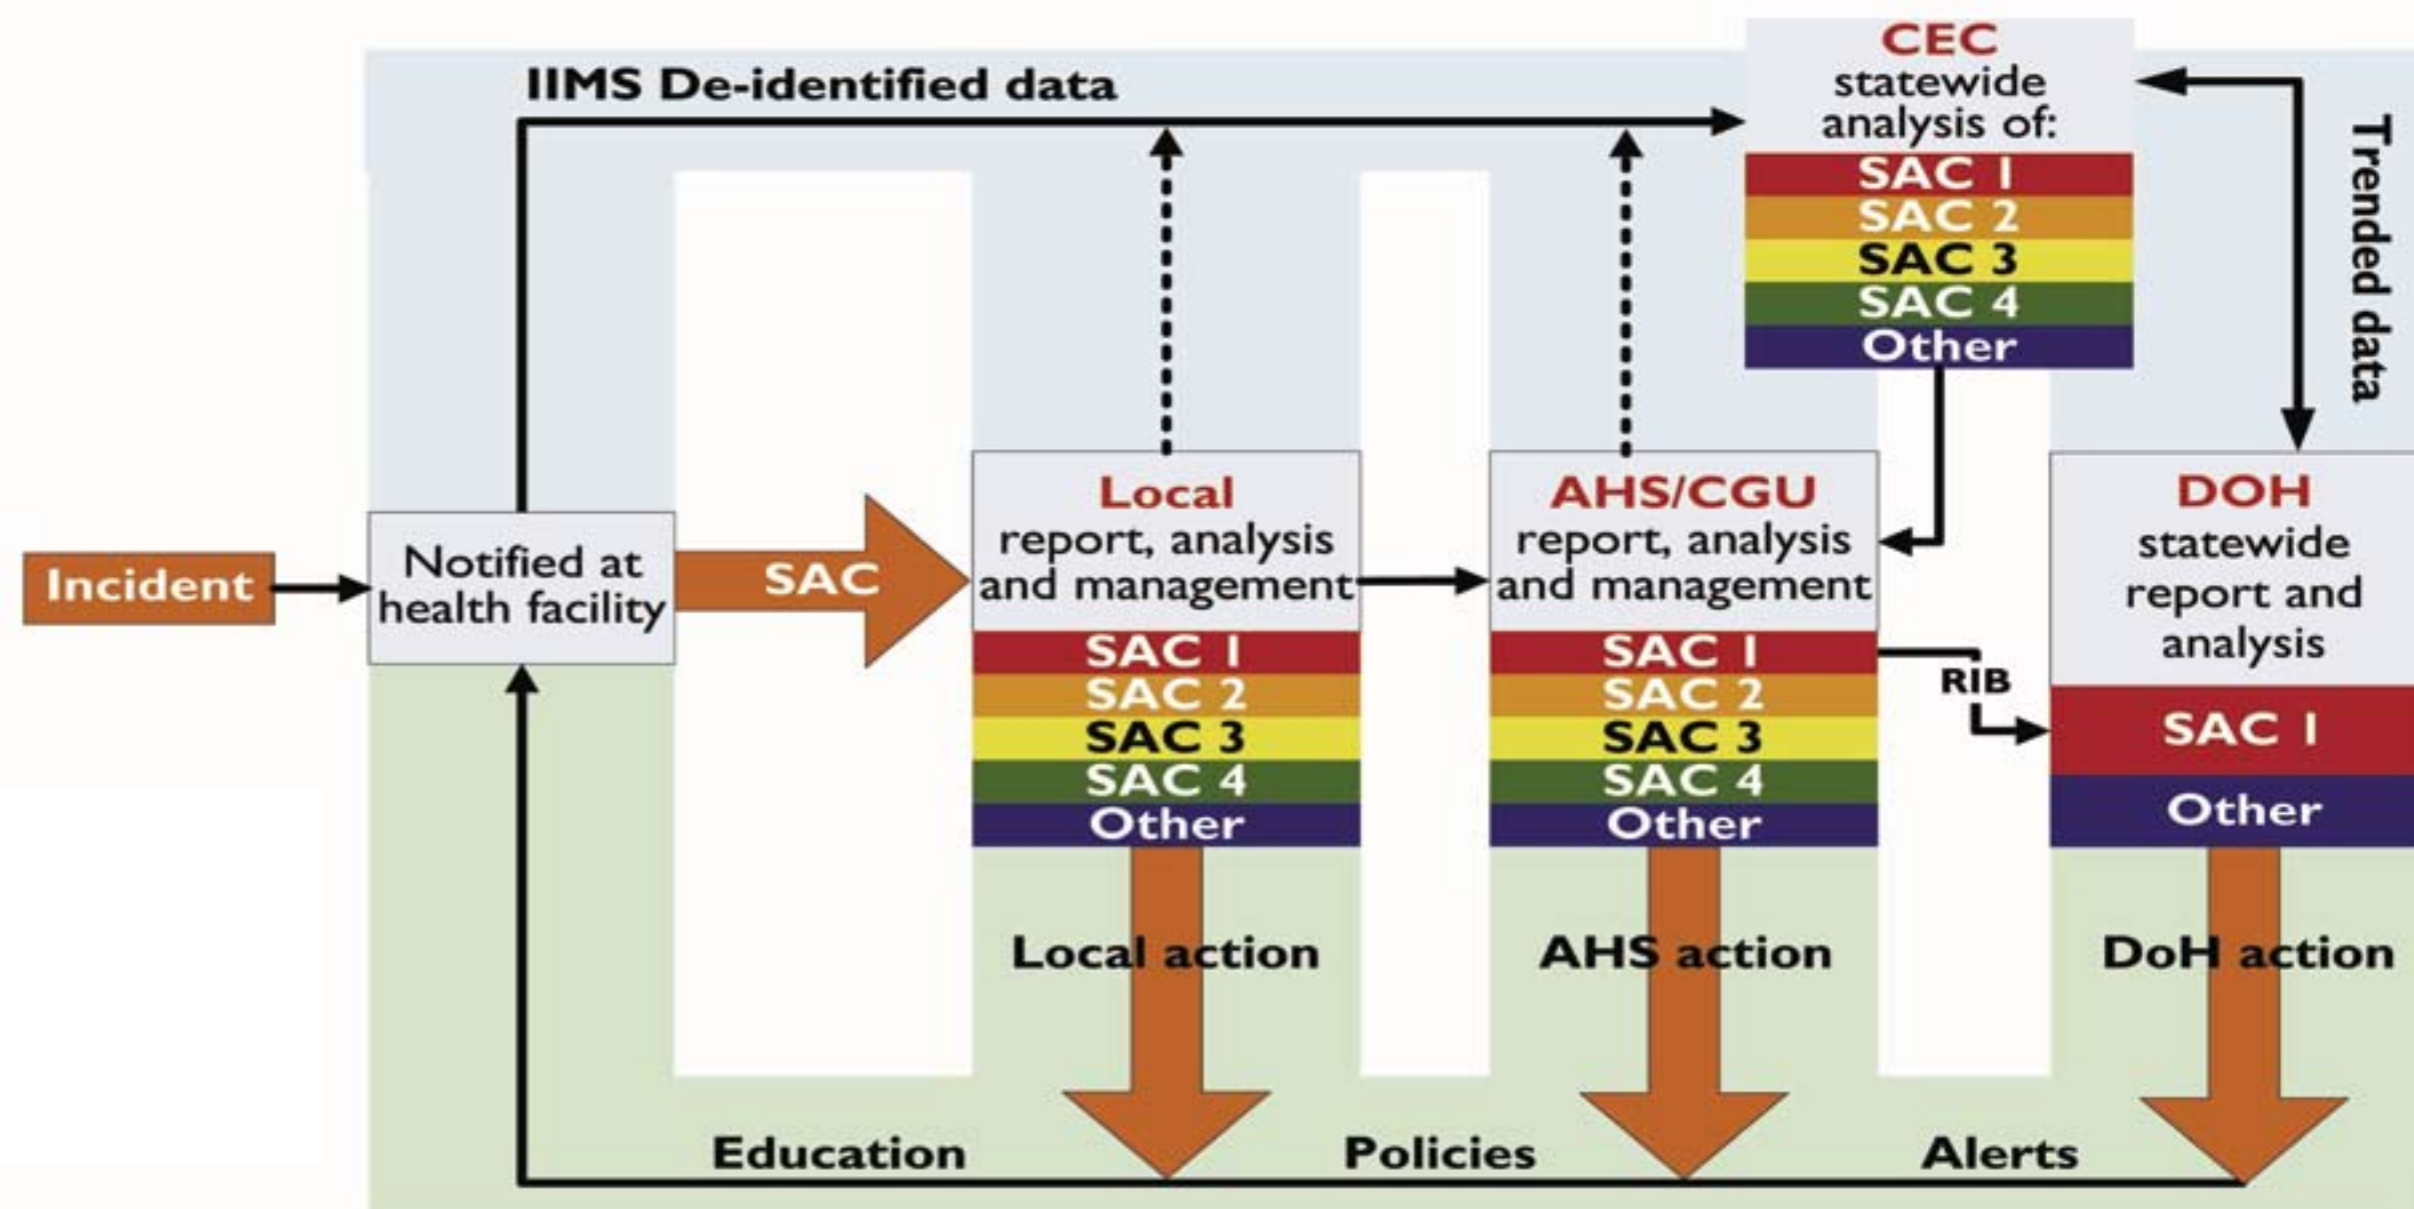 CEC
statewide
analysis of:
SAC 1
SAC 2
SAC 3
SAC 4
Other
IIMS De-identified data
Trended data
Incident
Notified at
health facility
SAC
Local
report, analysis
and management
SAC 1
SAC 2
SAC 3
SAC 4
Other
AHS/CGU
report, analysis
and management
SAC 1
SAC 2
SAC 3
SAC 4
Other
RIB
DOH
statewide
report and
analysis
SAC 1
Other
Local action
AHS action
DoH action
Education
Policies
Alerts